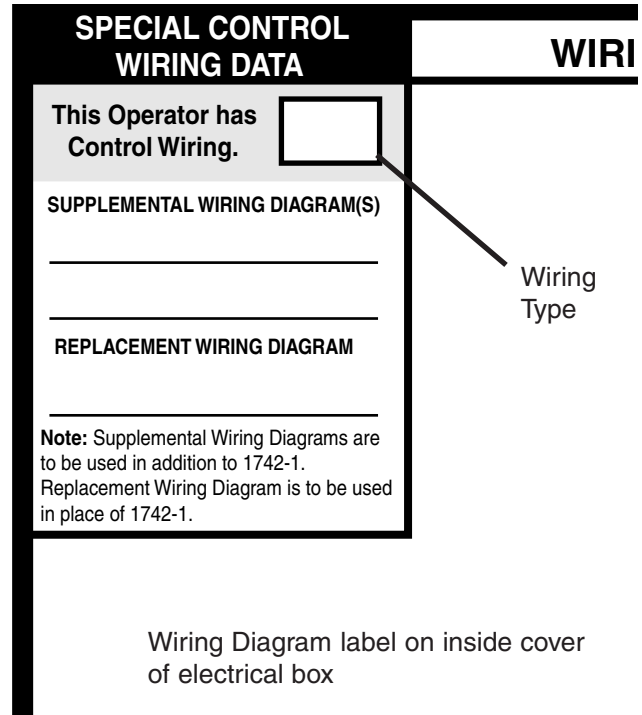 SPECIAL CONTROL
WIRING DATA
WIRI
This Operator has
Control Wiring.
SUPPLEMENTAL WIRING DIAGRAM(S)
Wiring
Type
REPLACEMENT WIRING DIAGRAM
Note: Supplemental Wiring Diagrams are
to be used in addition to 1742-1.
Replacement Wiring Diagram is to be used
in place of 1742-1.
Wiring Diagram label on inside cover
of electrical box